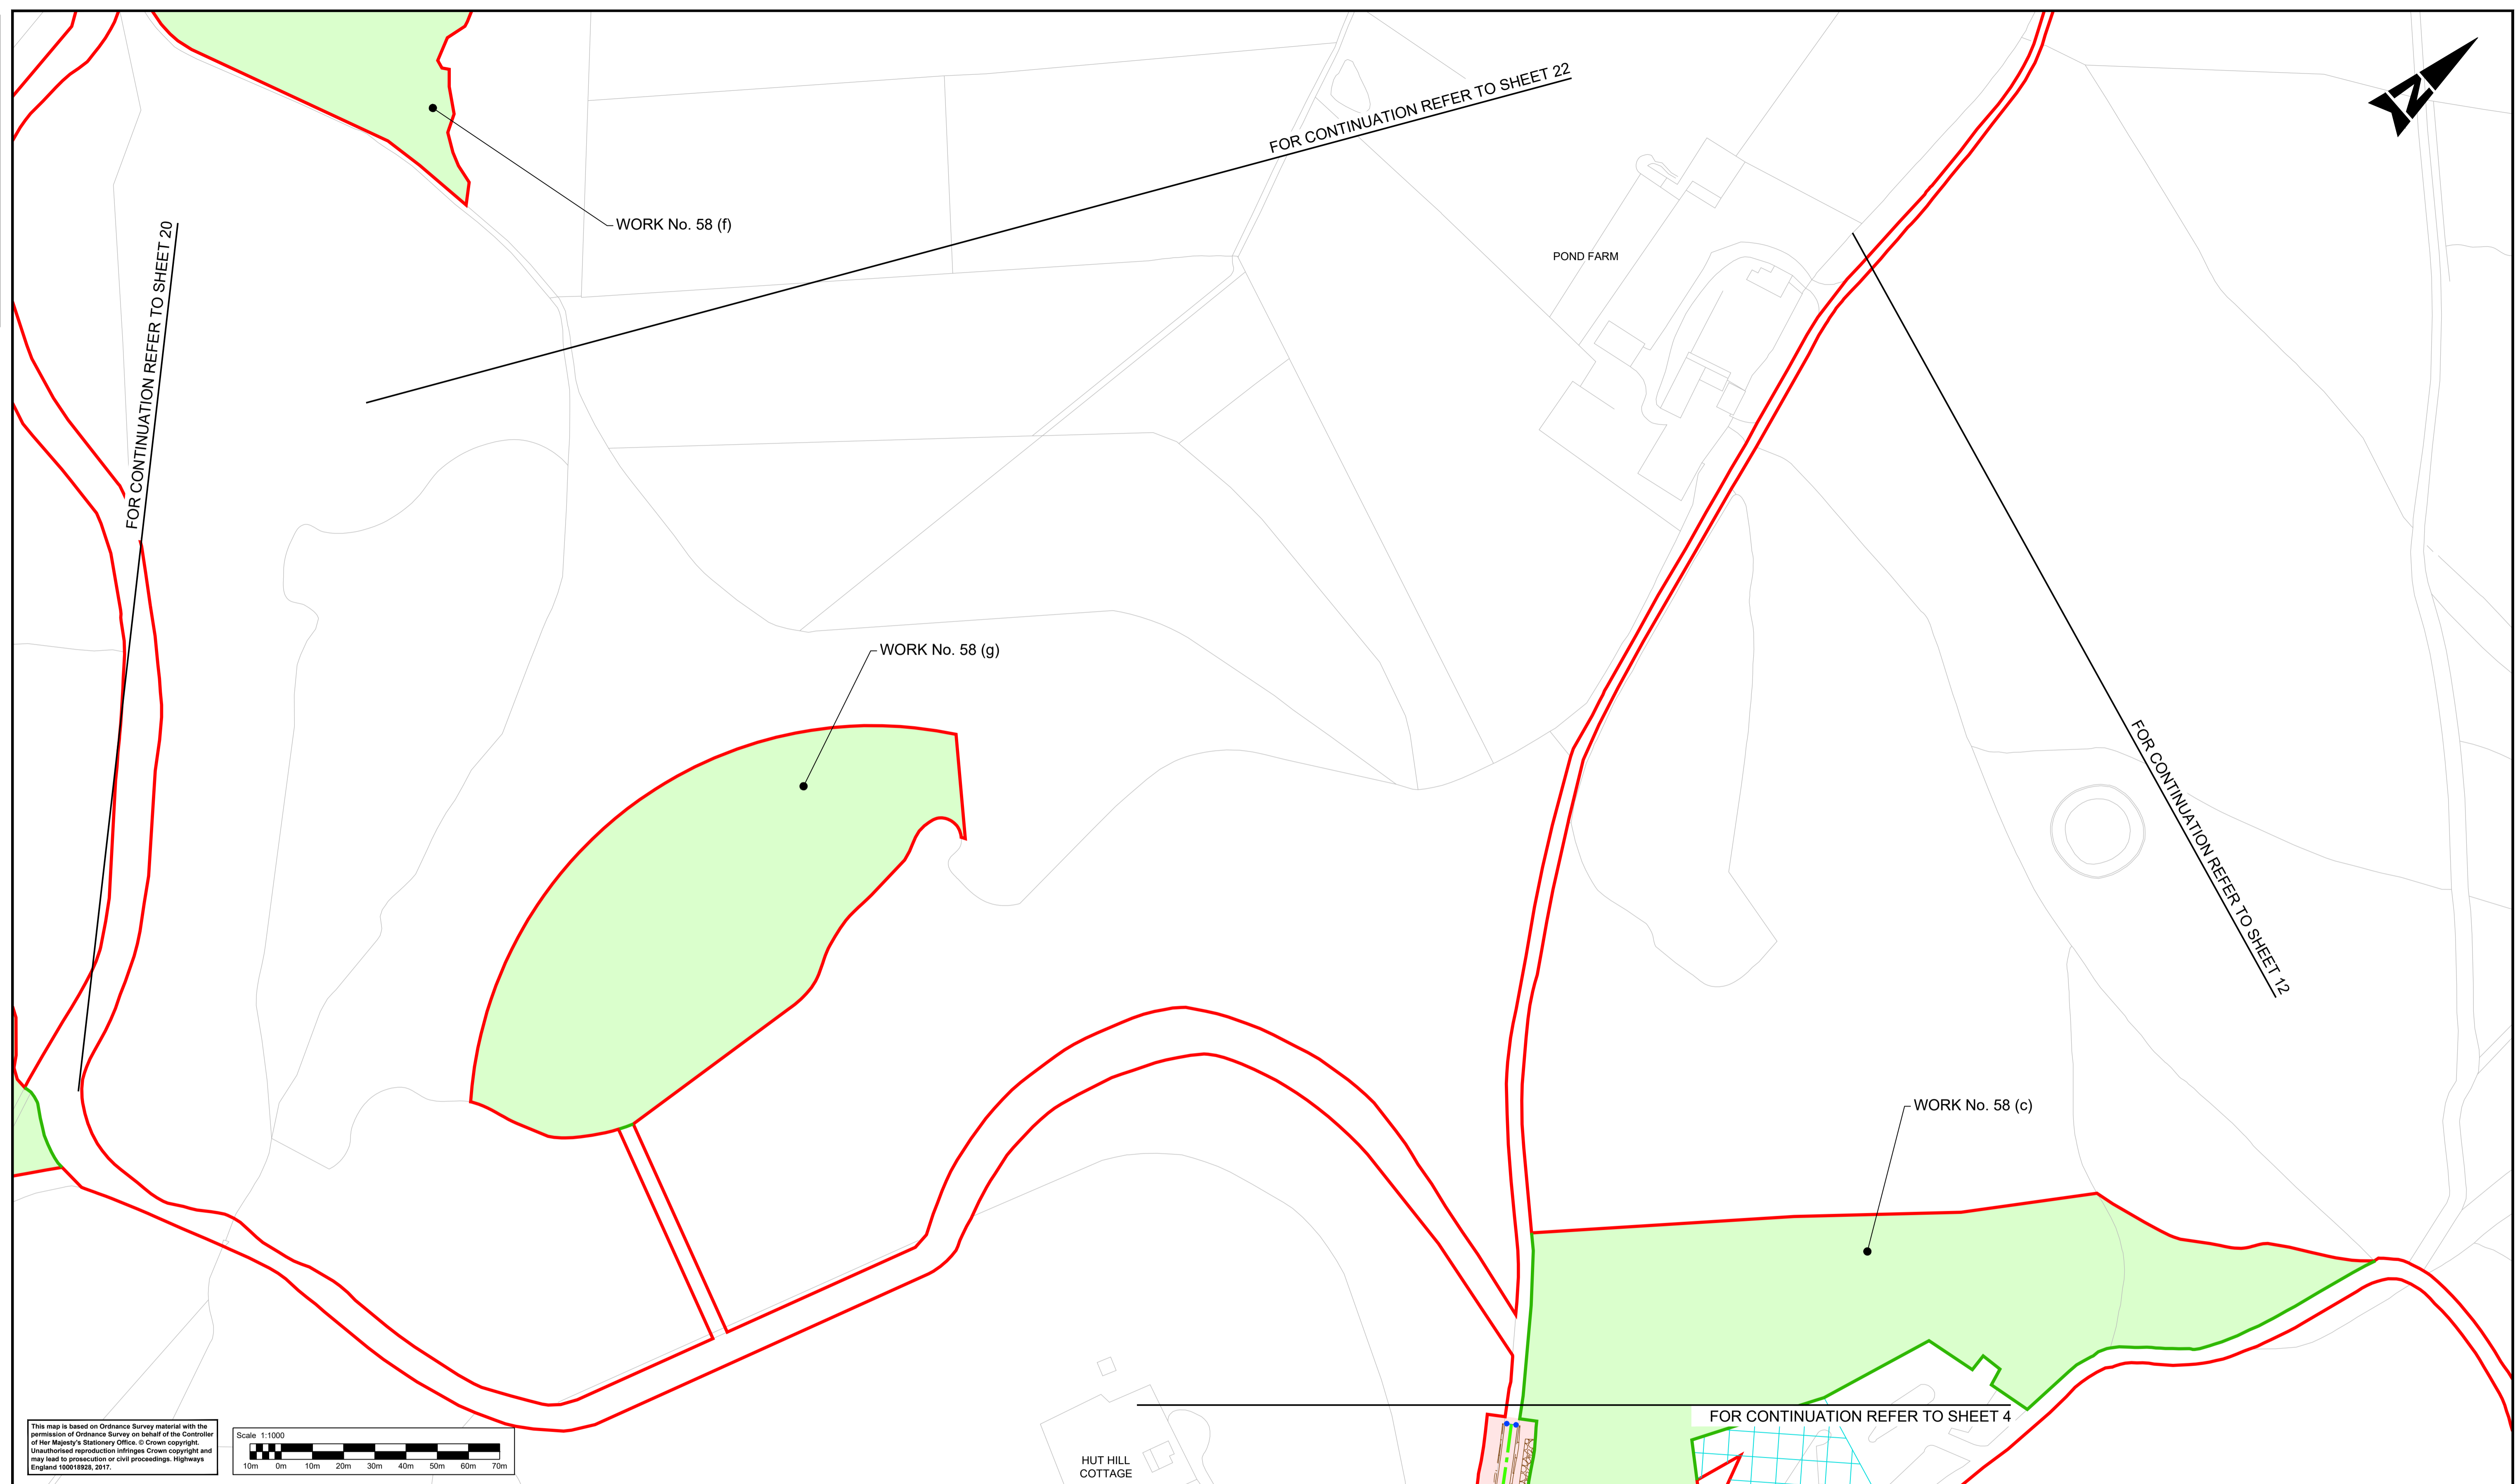 FOR CONTINUATION REFER TO SHEET 22
N
WORK No. 58 (f)
FOR CONTINUATION REFER TO SHEET 20
POND FARM
WORK No. 58 (g)
FOR CONTINUATION REFER TO SHEET 12
WORK No. 58 (c)
FOR CONTINUATION REFER TO SHEET 4
HUT HILL
COTTAGE
This map is based on Ordnance Survey material with the
permission of Ordnance Survey on behalf of the Controller
of Her Majesty's Stationery Office. © Crown copyright.
Unauthorised reproduction infringes Crown copyright and
may lead to prosecution or civil proceedings. Highways
England 100018928, 2017.
Scale 1:1000
10m 0m 10m 20m 30m 40m 50m 60m 70m